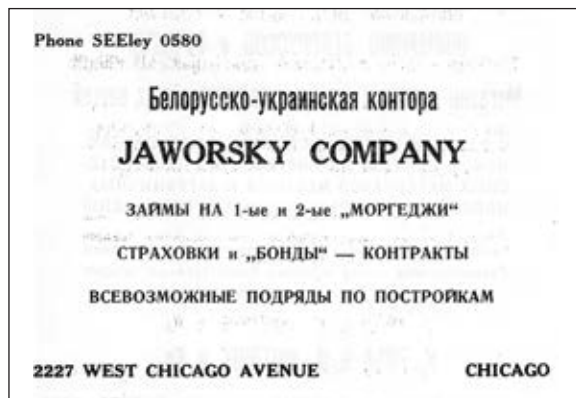 Phone SEEley 0580
Белорусско-украинская контора
JAWORSKY COMPANY
ЗАЙМЫ НА 1-ые и 2-ые „МОРГЕДЖИ“
СТРАХОВКИ и „БОНДЫ“ — КОНТРАКТЫ
ВСЕВОЗМОЖНЫЕ ПОДРЯДЫ ПО ПОСТРОЙКАМ
2227 WEST CHICAGO AVENUE CHICAGO